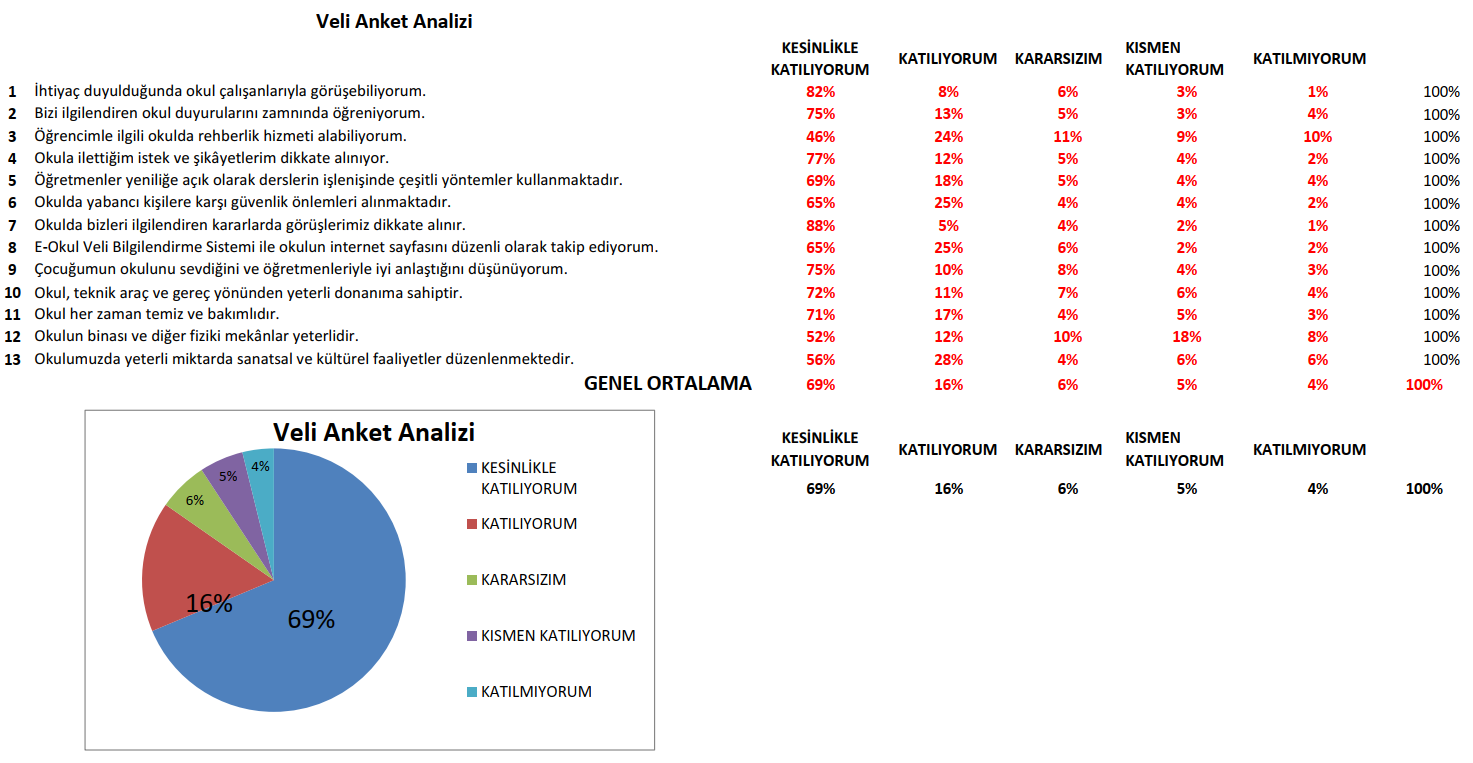 Veli Anket Analizi
KESİNLİKLE KATILIYORUM KATILIYORUM KARARSIZIM KISMEN KATILIYORUM KATILMIYORUM
1 İhtiyaç duyulduğunda okul çalışanlarıyla görüşebiliyorum. 82% 8% 6% 3% 1% 100%
2 Bizi ilgilendiren okul duyurularını zamnında öğreniyorum. 75% 13% 5% 3% 4% 100%
3 Öğrencimle ilgili okulda rehberlik hizmeti alabiliyorum. 46% 24% 11% 9% 10% 100%
4 Okula ilettiğim istek ve şikâyetlerim dikkate alınıyor. 77% 12% 5% 4% 2% 100%
5 Öğretmenler yeniliğe açık olarak derslerin işlenişinde çeşitli yöntemler kullanmaktadır. 69% 18% 5% 4% 4% 100%
6 Okulda yabancı kişilere karşı güvenlik önlemleri alınmaktadır. 65% 25% 4% 4% 2% 100%
7 Okulda bizleri ilgilendiren kararlarda görüşlerimiz dikkate alınır. 88% 5% 4% 2% 1% 100%
8 E-Okul Veli Bilgilendirme Sistemi ile okulun internet sayfasını düzenli olarak takip ediyorum. 65% 25% 6% 2% 2% 100%
9 Çocuğumun okulunu sevdiğini ve öğretmenleriyle iyi anlaştığını düşünüyorum. 75% 10% 8% 4% 3% 100%
10 Okul, teknik araç ve gereç yönünden yeterli donanıma sahiptir. 72% 11% 7% 6% 4% 100%
11 Okul her zaman temiz ve bakımlıdır. 71% 17% 4% 5% 3% 100%
12 Okulun binası ve diğer fiziki mekânlar yeterlidir. 52% 12% 10% 18% 8% 100%
13 Okulumuzda yeterli miktarda sanatsal ve kültürel faaliyetler düzenlenmektedir. 56% 28% 4% 6% 6% 100%
GENEL ORTALAMA 69% 16% 6% 5% 4% 100%
Veli Anket Analizi
4%
5%
6%
16%
69%
KESİNLİKLE
KATILIYORUM
KATILIYORUM
KARARSIZIM
KISMEN KATILIYORUM
KATILMIYORUM
KESİNLİKLE KATILIYORUM KATILIYORUM KARARSIZIM KISMEN KATILIYORUM KATILMIYORUM
69% 16% 6% 5% 4% 100%